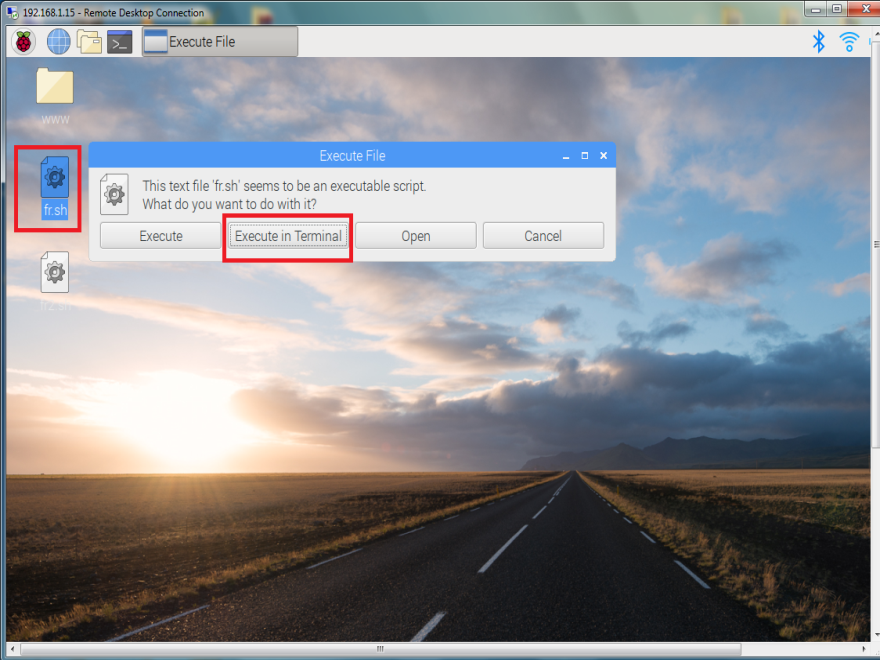 192.168.1.15 - Remote Desktop Connection
Execute File
www
Execute File
This text file 'fr.sh' seems to be an executable script.
What do you want to do with it?
Execute
Execute in Terminal
Open
Cancel
fr.sh
fr2.sh